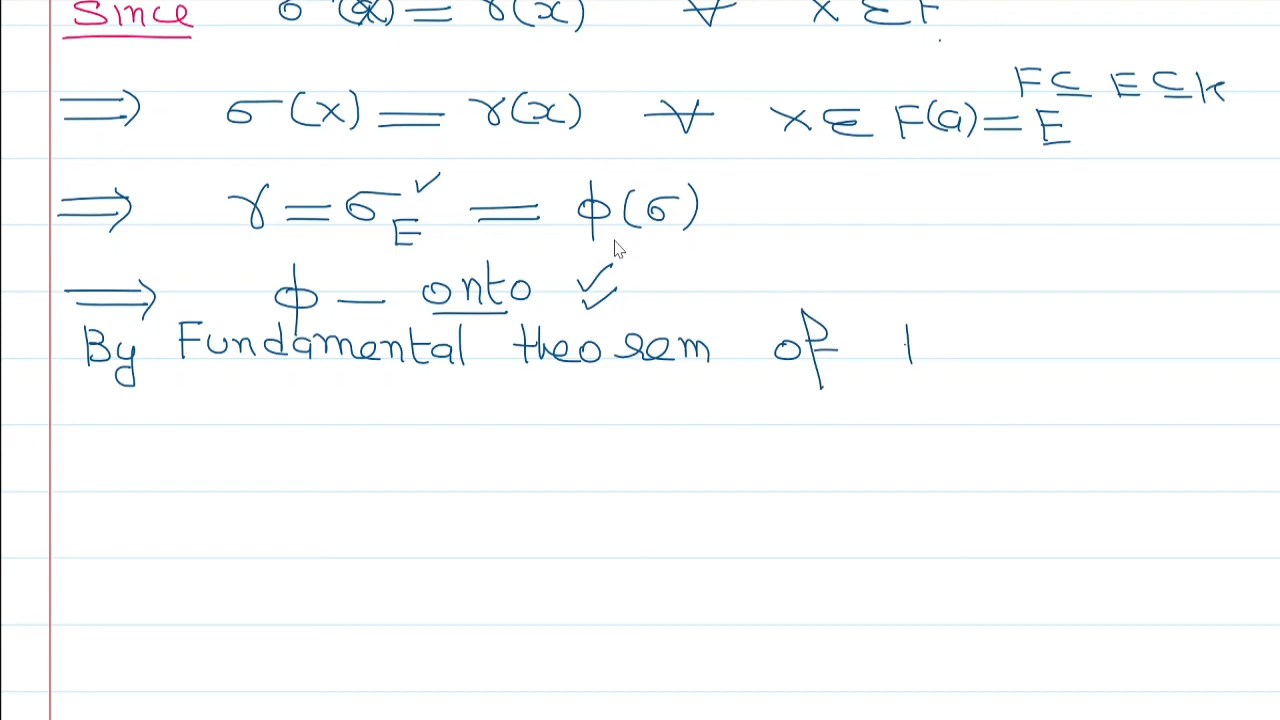 Since σ(x) = γ(x) ∀ x ∈ F
F ⊆ E ⊆ K
⟹ σ(x) = γ(x) ∀ x ∈ F(a) = E
⟹ γ = σ_E ✓ = ϕ(σ)
⟹ ϕ – onto ✓✓
By Fundamental theorem of